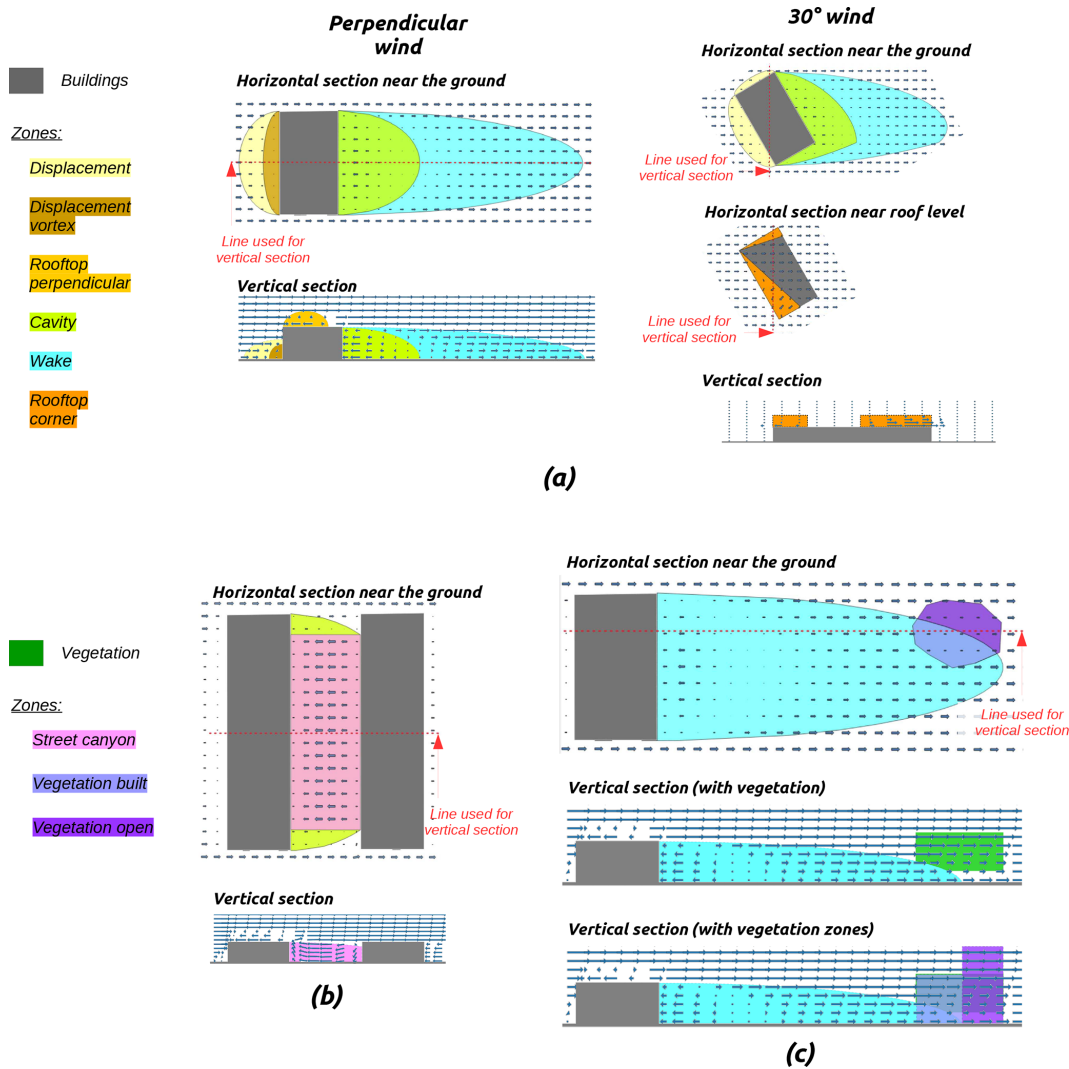 Perpendicular
wind
30° wind
Buildings
Zones:
Displacement
Displacement
vortex
Rooftop
perpendicular
Cavity
Wake
Rooftop
corner
Horizontal section near the ground
Line used for
vertical section
Vertical section
Horizontal section near the ground
Line used for
vertical section
Horizontal section near roof level
Line used for
vertical section
Vertical section
(a)
Vegetation
Zones:
Street canyon
Vegetation built
Vegetation open
Horizontal section near the ground
Line used for
vertical section
Vertical section
(b)
Horizontal section near the ground
Line used for
vertical section
Vertical section (with vegetation)
Vertical section (with vegetation zones)
(c)